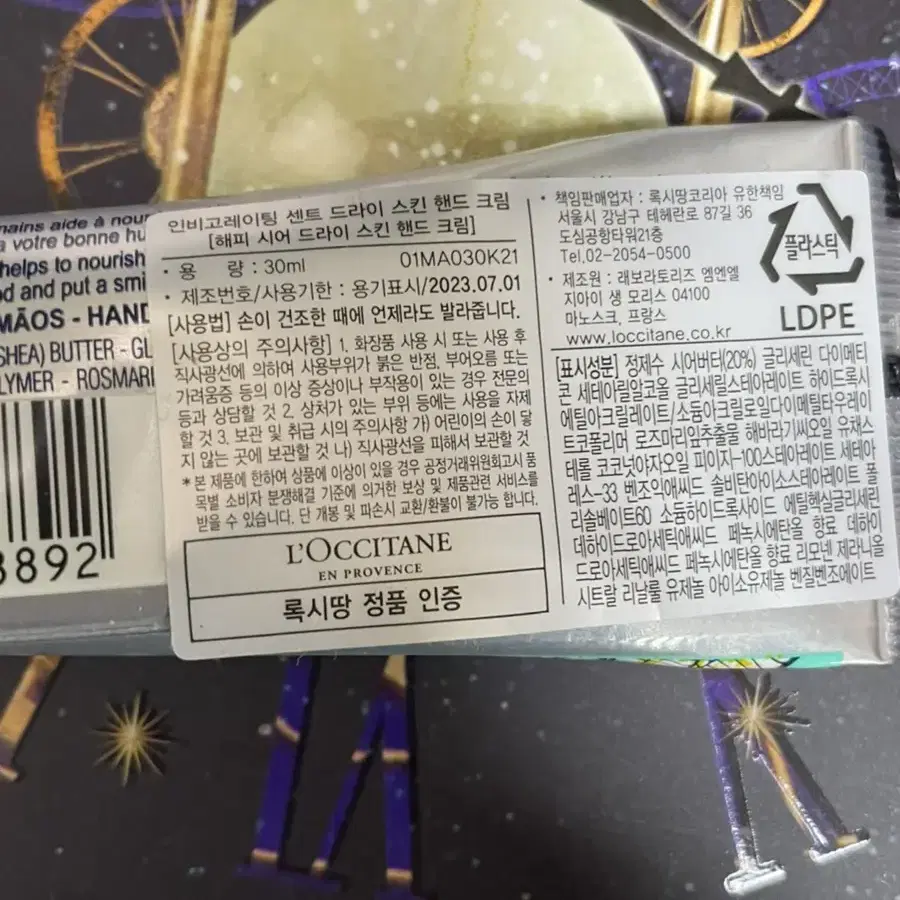 mains aide à nour
a votre bonne hu
helps to nourish
od and put a smi
MÃOS - HAND
(SHEA) BUTTER - GL
LYMER - ROSMARI
8892
인비고레이팅 센트 드라이 스킨 핸드 크림
[해피 시어 드라이 스킨 핸드 크림]
• 용 량 : 30ml 01MA030K21
• 제조번호/사용기한 : 용기표시/2023.07.01
[사용법] 손이 건조한 때에 언제라도 발라줍니다.
[사용상의 주의사항] 1. 화장품 사용 시 또는 사용 후
직사광선에 의하여 사용부위가 붉은 반점, 부어오름 또는
가려움증 등의 이상 증상이나 부작용이 있는 경우 전문의
등과 상담할 것 2. 상처가 있는 부위 등에는 사용을 자제
할 것 3. 보관 및 취급 시의 주의사항 가) 어린이의 손이 닿
지 않는 곳에 보관할 것 나) 직사광선을 피해서 보관할 것
*본 제품에 한하여 상품에 이상이 있을 경우 공정거래위원회고시 품
목별 소비자 분쟁해결 기준에 의거한 보상 및 제품관련 서비스를
받을 수 있습니다. 단 개봉 및 파손시 교환/환불이 불가능 합니다.
L'OCCITANE
EN PROVENCE
록시땅 정품 인증
• 책임판매업자 : 록시땅코리아 유한책임
서울시 강남구 테헤란로 87길 36
도심공항타워21층
Tel.02-2054-0500
• 제조원 : 래보라토리즈 엠엔엘
지아이 생 모리스 04100
마노스크, 프랑스
www.loccitane.co.kr
플라스틱
LDPE
[표시성분] 정제수 시어버터(20%) 글리세린 다이메티
콘 세테아릴알코올 글리세릴스테아레이트 하이드록시
에틸아크릴레이트/소듐아크릴로일다이메틸타우레이
트코폴리머 로즈마리잎추출물 해바라기씨오일 유채스
테롤 코코넛야자오일 피이지-100스테아레이트 세테아
레스-33 벤조익애씨드 솔비탄아이소스테아레이트 폴
리솔베이트60 소듐하이드록사이드 에틸헥실글리세린
데하이드로아세틱애씨드 페녹시에탄올 향료 데하이
드로아세틱애씨드 페녹시에탄올 향료 리모넨 제라니올
시트랄 리날룰 유제놀 아이소유제놀 벤질벤조에이트